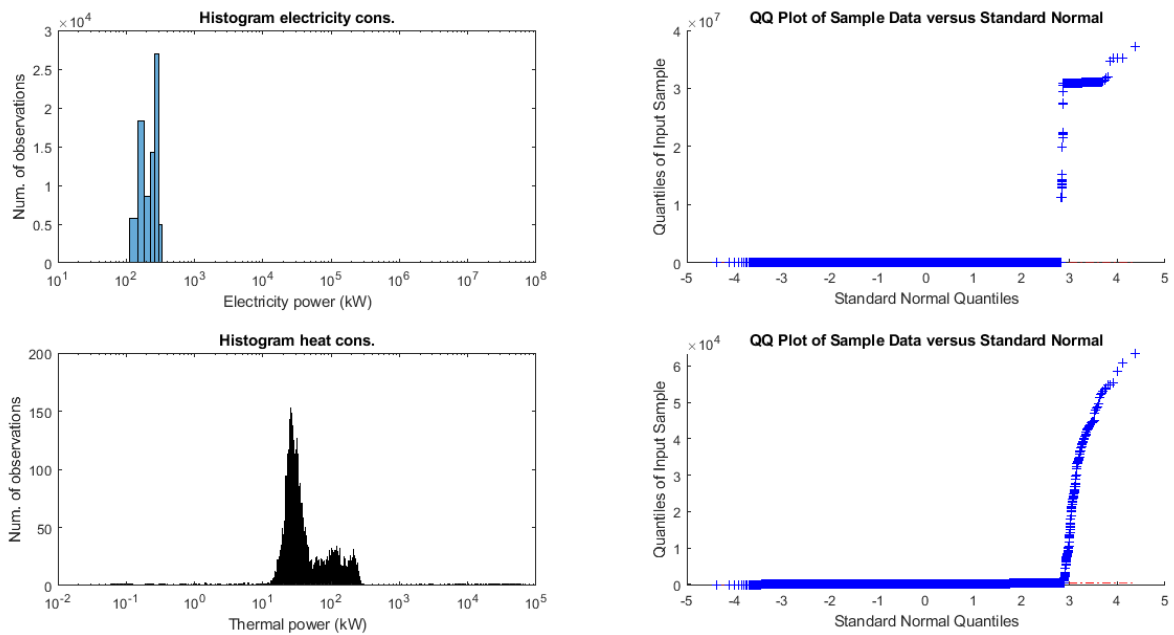 Histogram electricity cons.
×10^4
3
2.5
2
1.5
1
0.5
0
Num. of observations
10^1 10^2 10^3 10^4 10^5 10^6 10^7 10^8
Electricity power (kW)
QQ Plot of Sample Data versus Standard Normal
×10^7
4
3
2
1
0
Quantiles of Input Sample
-5 -4 -3 -2 -1 0 1 2 3 4 5
Standard Normal Quantiles
Histogram heat cons.
200
150
100
50
0
Num. of observations
10^-2 10^-1 10^0 10^1 10^2 10^3 10^4 10^5
Thermal power (kW)
QQ Plot of Sample Data versus Standard Normal
×10^4
6
4
2
0
Quantiles of Input Sample
-5 -4 -3 -2 -1 0 1 2 3 4 5
Standard Normal Quantiles